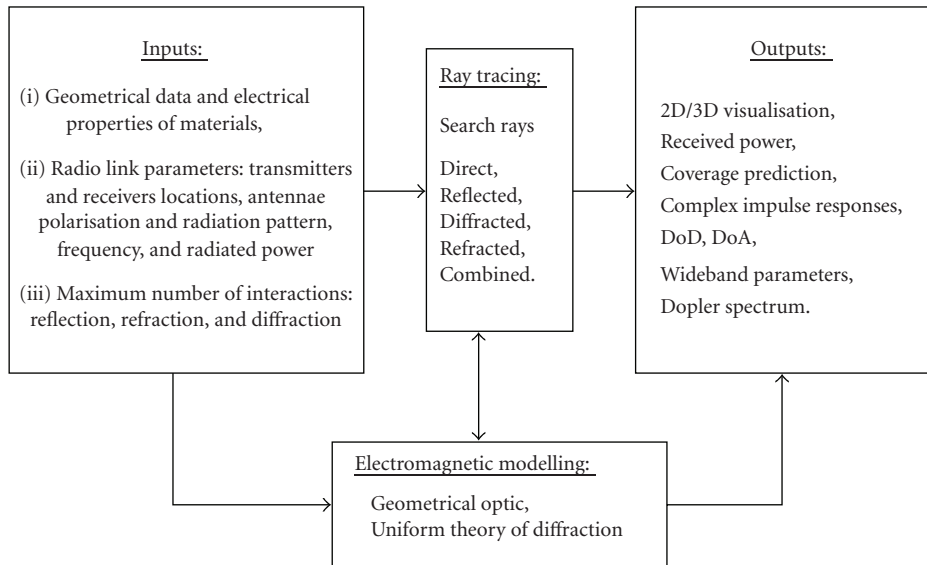 Inputs:
(i) Geometrical data and electrical
properties of materials,
(ii) Radio link parameters: transmitters
and receivers locations, antennae
polarisation and radiation pattern,
frequency, and radiated power
(iii) Maximum number of interactions:
reflection, refraction, and diffraction
Ray tracing:
Search rays
Direct,
Reflected,
Diffracted,
Refracted,
Combined.
Outputs:
2D/3D visualisation,
Received power,
Coverage prediction,
Complex impulse responses,
DoD, DoA,
Wideband parameters,
Dopler spectrum.
Electromagnetic modelling:
Geometrical optic,
Uniform theory of diffraction